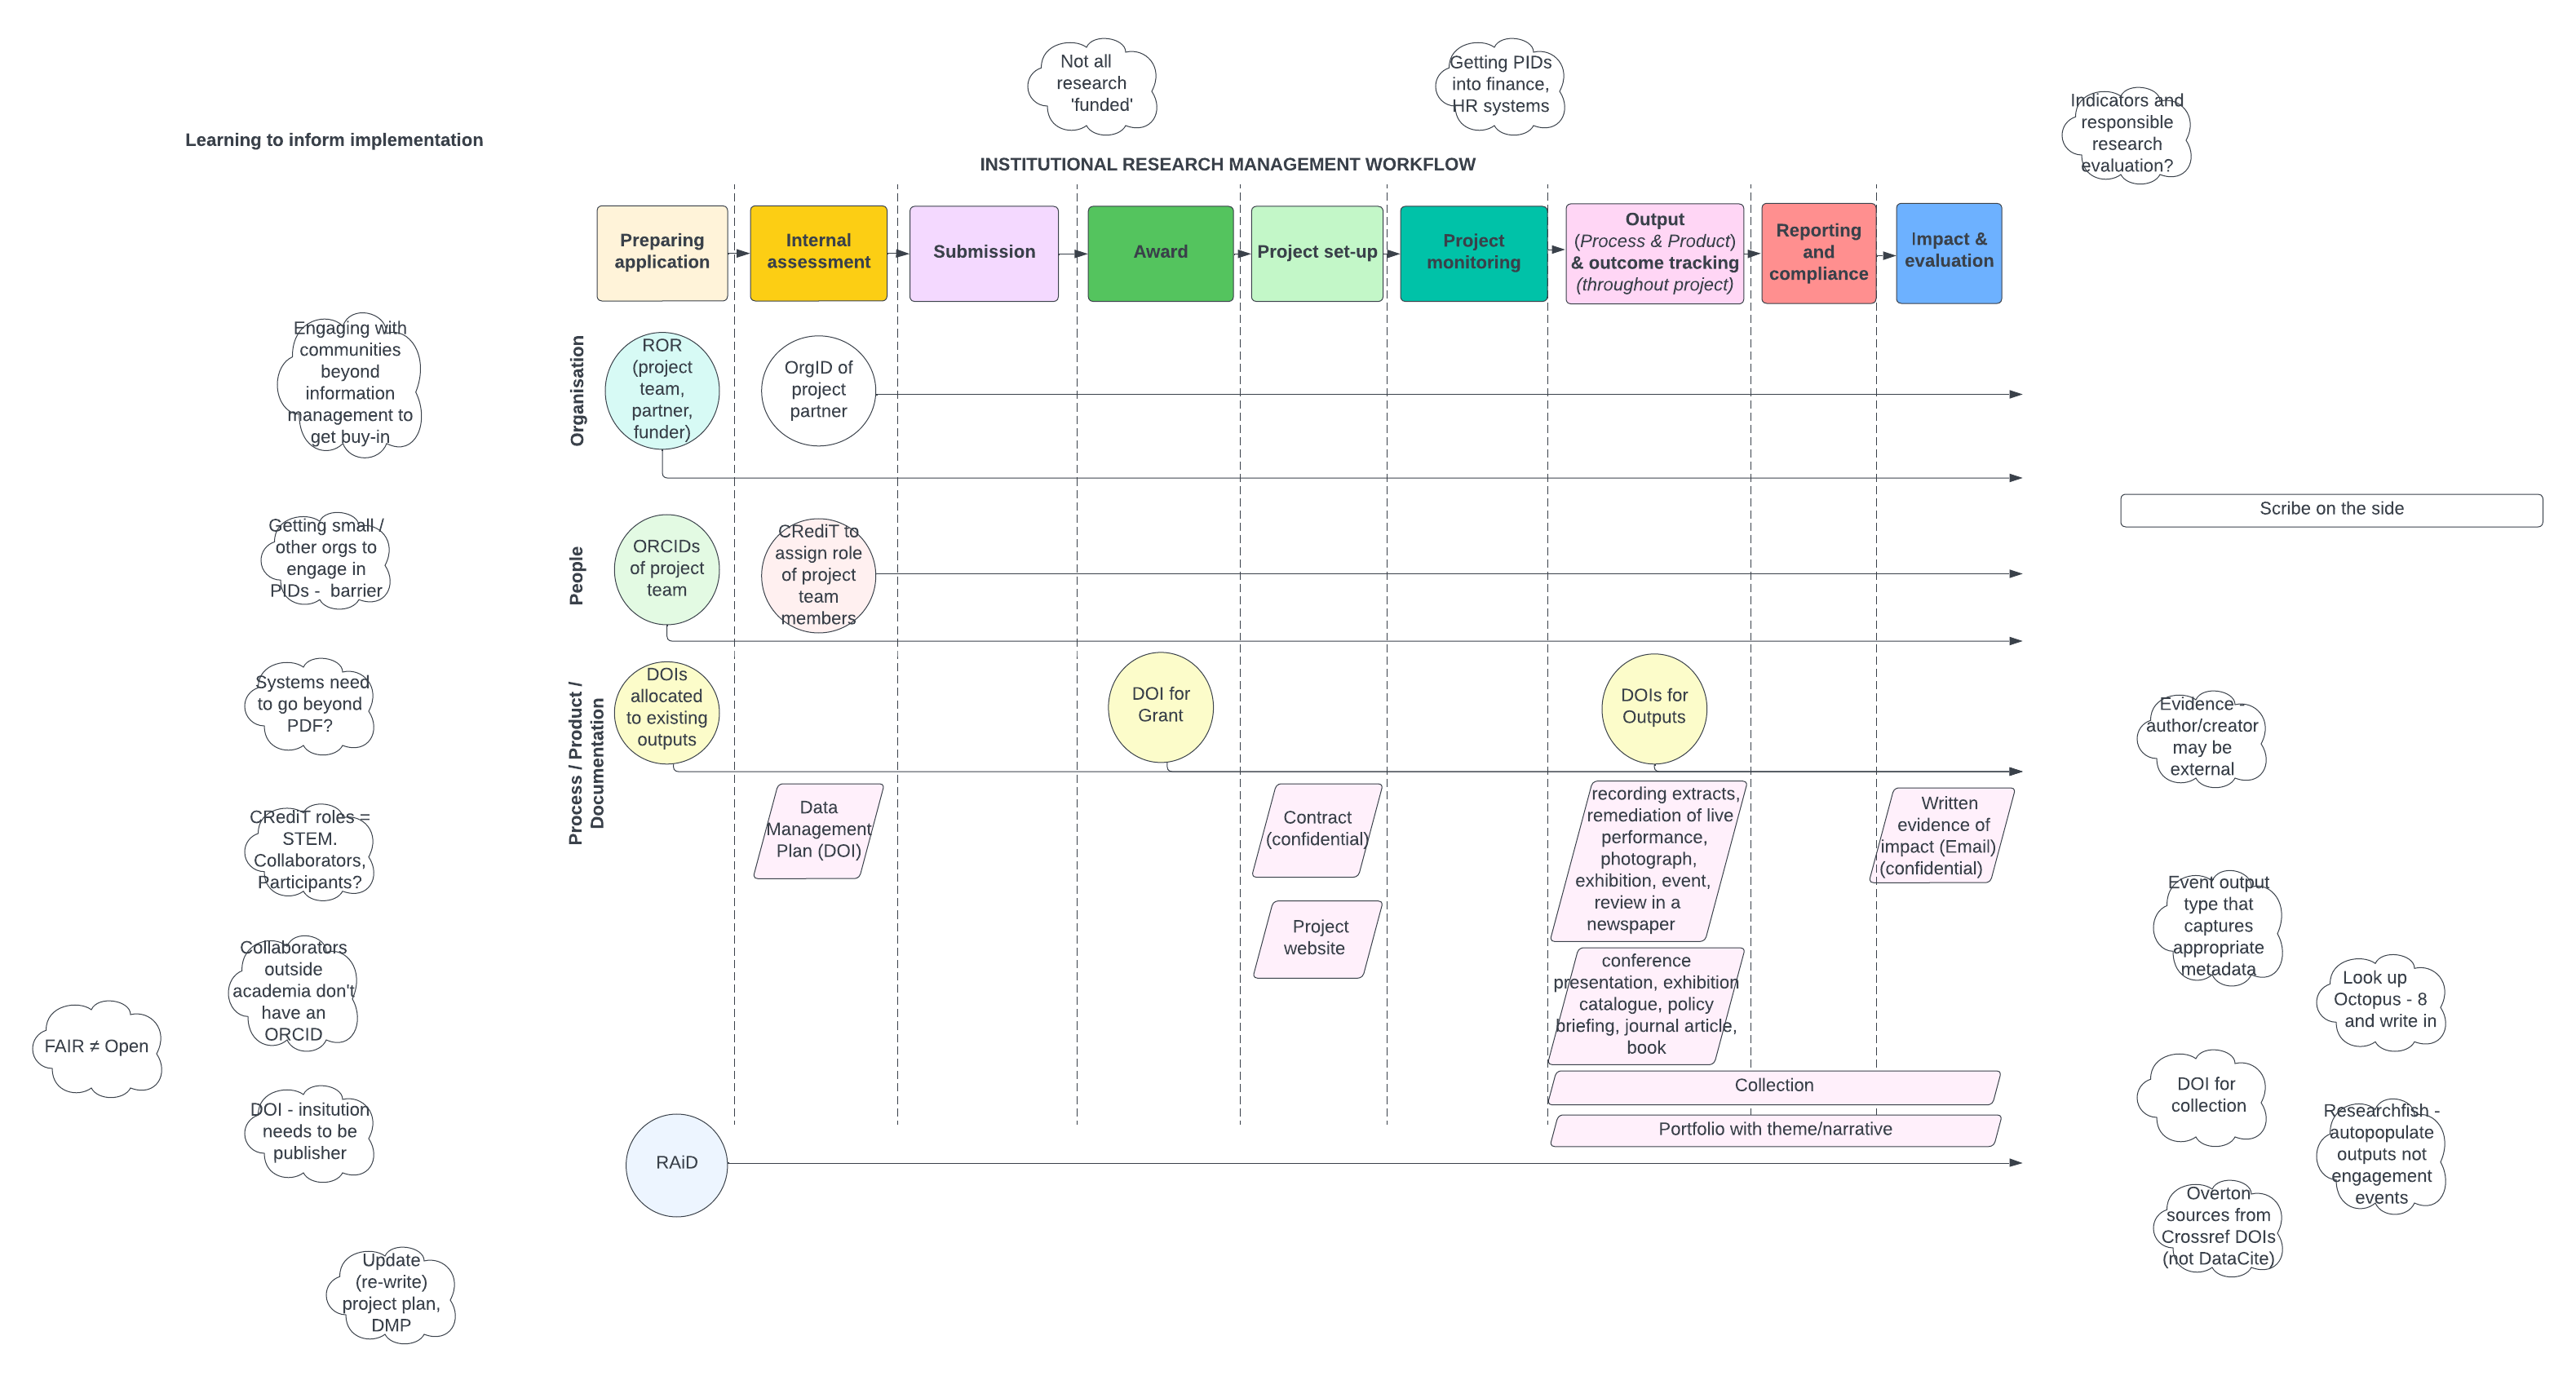 Not all
research
'funded'
Getting PIDs
into finance,
HR systems
Indicators and
responsible
research
evaluation?
Learning to inform implementation
INSTITUTIONAL RESEARCH MANAGEMENT WORKFLOW
Preparing
application
Internal
assessment
Submission
Award
Project set-up
Project
monitoring
Output
(Process & Product)
& outcome tracking
(throughout project)
Reporting
and
compliance
Impact &
evaluation
Engaging with
communities
beyond
information
management to
get buy-in
Organisation
ROR
(project
team,
partner,
funder)
OrgID of
project
partner
Scribe on the side
Getting small /
other orgs to
engage in
PIDs - barrier
People
ORCIDs
of project
team
CRediT to
assign role
of project
team
members
Systems need
to go beyond
PDF?
Process / Product /
Documentation
DOIs
allocated
to existing
outputs
DOI for
Grant
DOIs for
Outputs
Evidence -
author/creator
may be
external
CRediT roles =
STEM.
Collaborators,
Participants?
Data
Management
Plan (DOI)
Contract
(confidential)
recording extracts,
remediation of live
performance,
photograph,
exhibition, event,
review in a
newspaper
Written
evidence of
impact (Email)
(confidential)
Event output
type that
captures
appropriate
metadata
Collaborators
outside
academia don't
have an
ORCID
Project
website
conference
presentation, exhibition
catalogue, policy
briefing, journal article,
book
Look up
Octopus - 8
and write in
FAIR ≠ Open
Collection
DOI for
collection
DOI - insitution
needs to be
publisher
Portfolio with theme/narrative
Researchfish -
autopopulate
outputs not
engagement
events
RAiD
Overton
sources from
Crossref DOIs
(not DataCite)
Update
(re-write)
project plan,
DMP